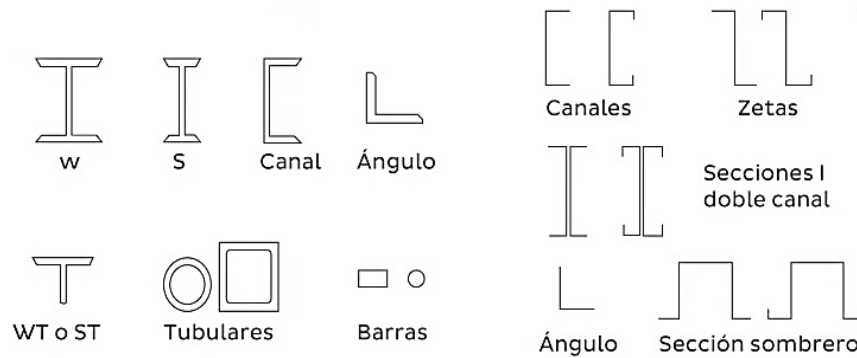 w
S
Canal
Ángulo
WT o ST
Tubulares
Barras
Canales
Zetas
Secciones I
doble canal
Ángulo
Sección sombrero